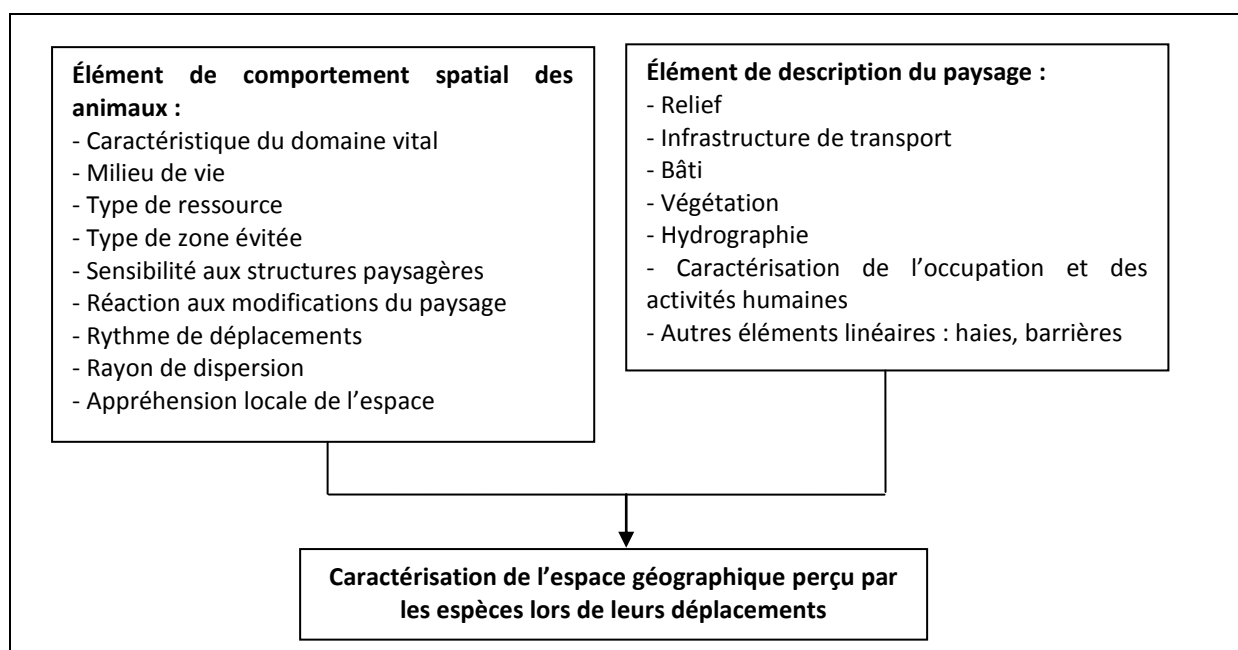 Élément de comportement spatial des
animaux :
- Caractéristique du domaine vital
- Milieu de vie
- Type de ressource
- Type de zone évitée
- Sensibilité aux structures paysagères
- Réaction aux modifications du paysage
- Rythme de déplacements
- Rayon de dispersion
- Appréhension locale de l’espace
Élément de description du paysage :
- Relief
- Infrastructure de transport
- Bâti
- Végétation
- Hydrographie
- Caractérisation de l’occupation et des
activités humaines
- Autres éléments linéaires : haies, barrières
Caractérisation de l’espace géographique perçu par
les espèces lors de leurs déplacements